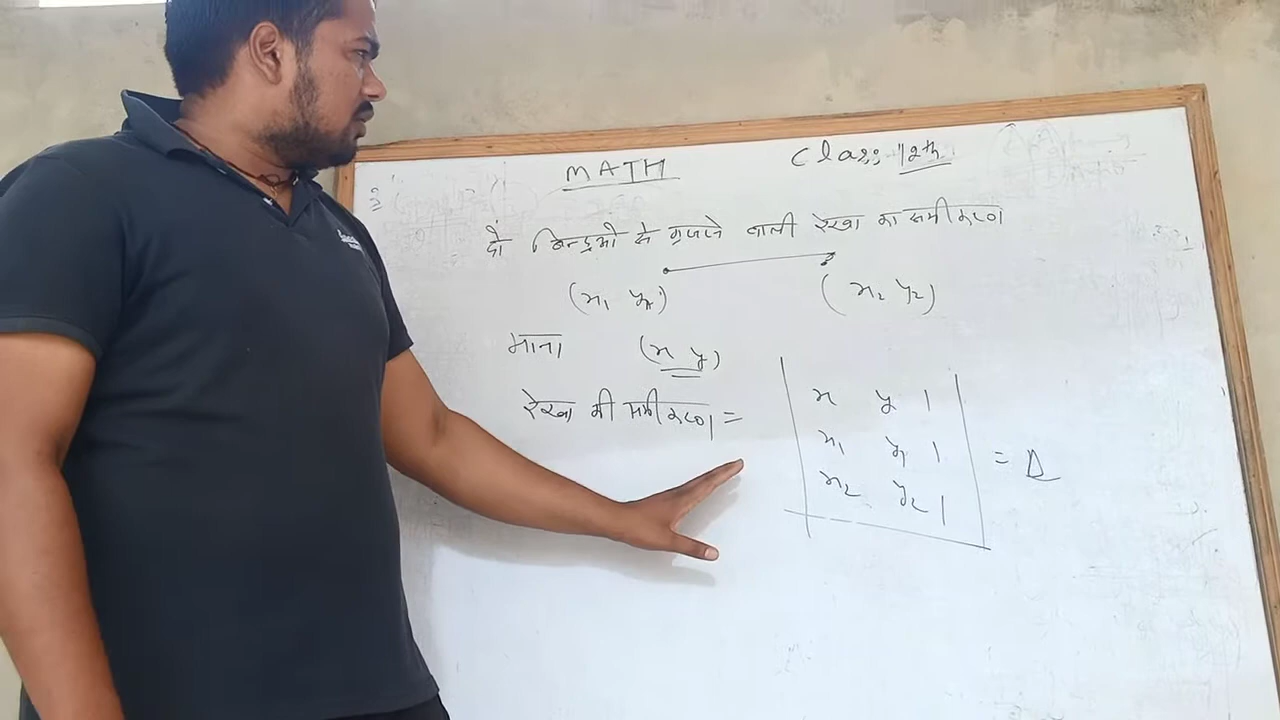 MATH
Class 12th
दो बिन्दुओ से गुजरने वाली रेखा का समीकरण
(x₁ y₁)
(x₂ y₂)
माना (x y)
रेखा की समीकरण =
x y 1
x₁ y₁ 1
x₂ y₂ 1
= Δ